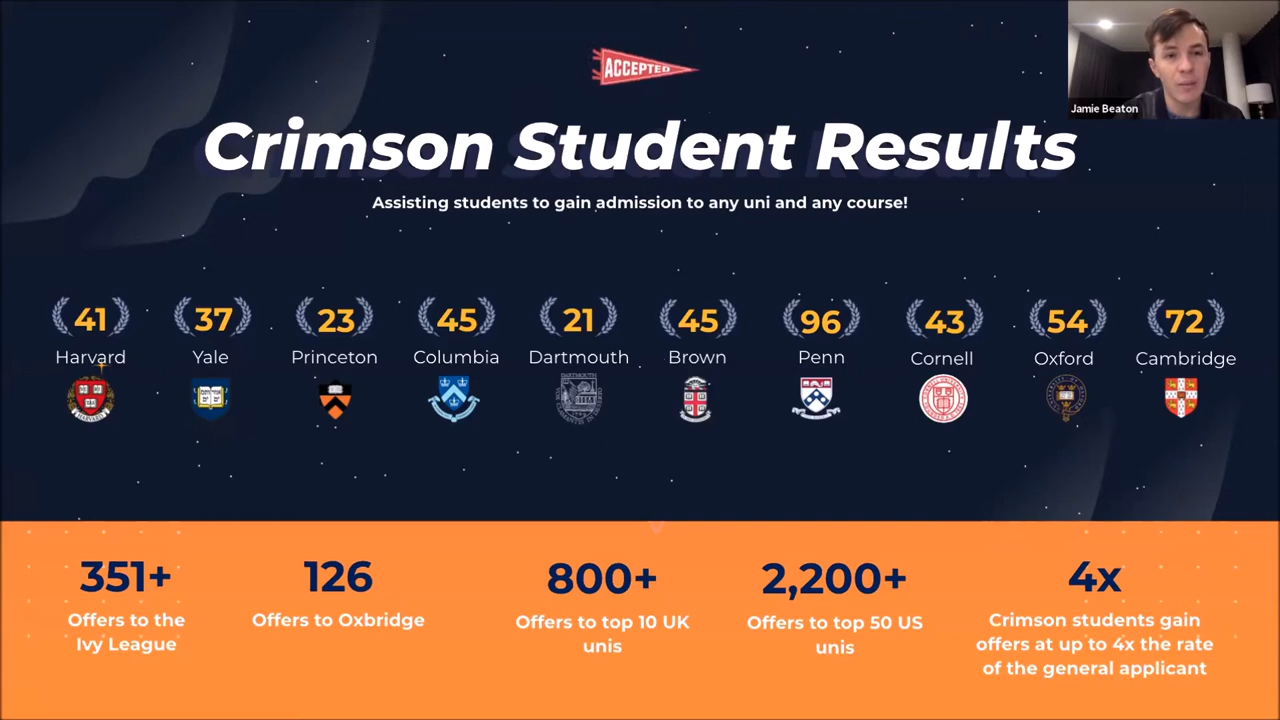 ACCEPTED
Jamie Beaton
Crimson Student Results
Assisting students to gain admission to any uni and any course!
41 37 23 45 21 45 96 43 54 72
Harvard Yale Princeton Columbia Dartmouth Brown Penn Cornell Oxford Cambridge
351+ 126 800+ 2,200+ 4x
Offers to the Offers to Oxbridge Offers to top 10 UK Offers to top 50 US Crimson students gain
Ivy League unis unis offers at up to 4x the rate
of the general applicant